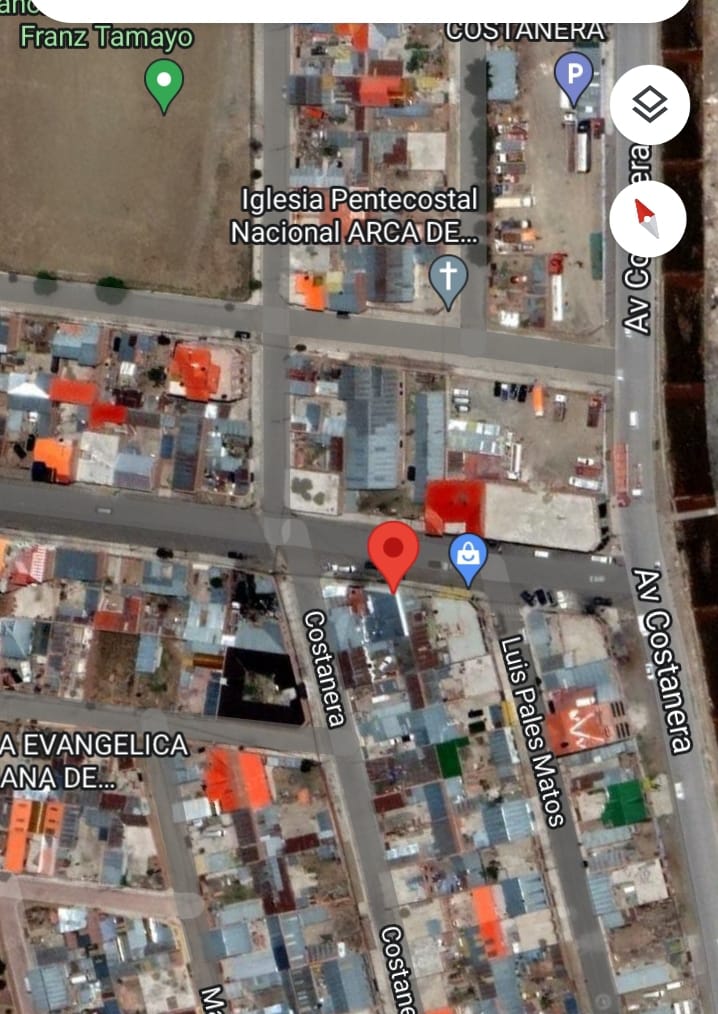 Franz Tamayo
COSTANERA
P
Iglesia Pentecostal
Nacional ARCA DE...
Av Costanera
Av Costanera
Costanera
Luis Pales Matos
A EVANGELICA
ANA DE...
Costane
Ma